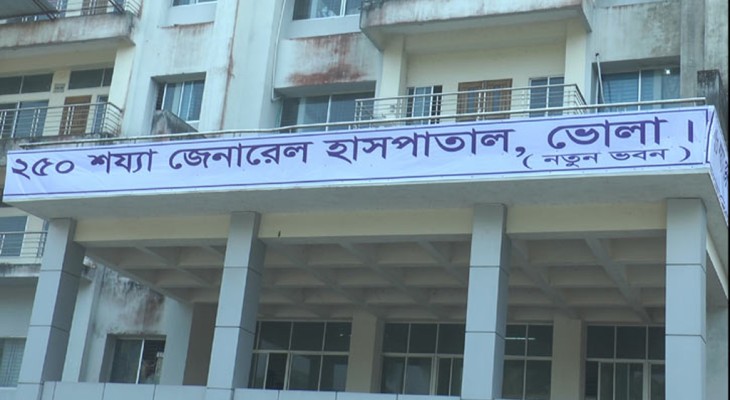 ২৫০ শয্যা জেনারেল হাসপাতাল, ভোলা।
( নতুন ভবন )